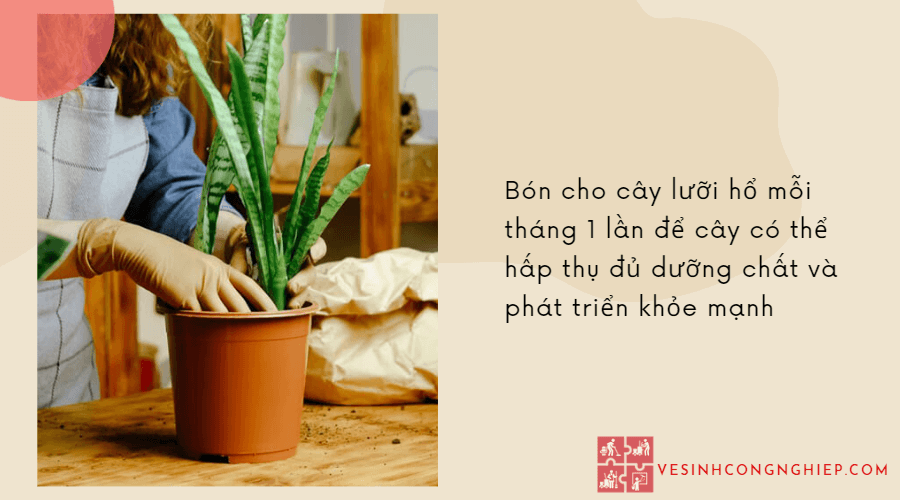 Bón cho cây lưỡi hổ mỗi
tháng 1 lần để cây có thể
hấp thụ đủ dưỡng chất và
phát triển khỏe mạnh
VESINHCONGNGHIEP.COM